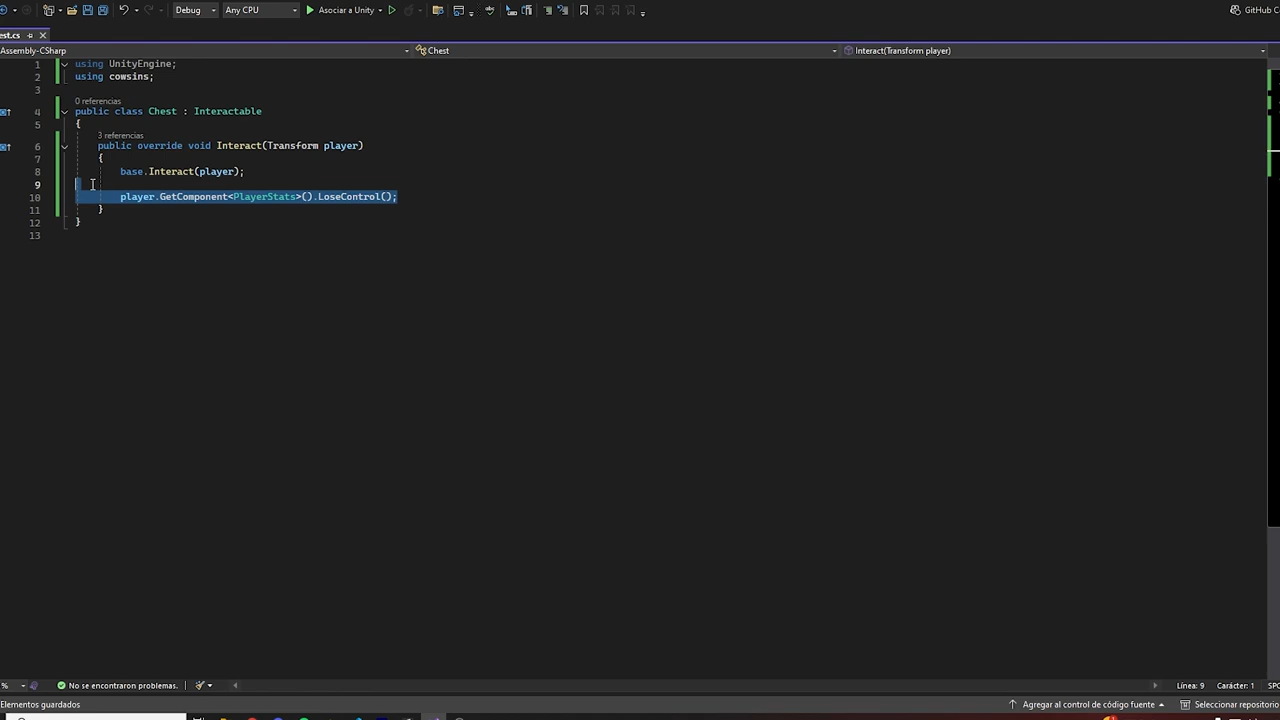 Debug Any CPU Asociar a Unity GitHub C
est.cs
Assembly-CSharp Chest Interact(Transform player)
1 using UnityEngine;
2 using cowsins;
3
0 referencias
4 public class Chest : Interactable
5 {
3 referencias
6 public override void Interact(Transform player)
7 {
8 base.Interact(player);
9
10 player.GetComponent<PlayerStats>().LoseControl();
11 }
12 }
13
% No se encontraron problemas. Línea: 9 Carácter: 1 SPC
Elementos guardados Agregar al control de código fuente Seleccionar repositorio